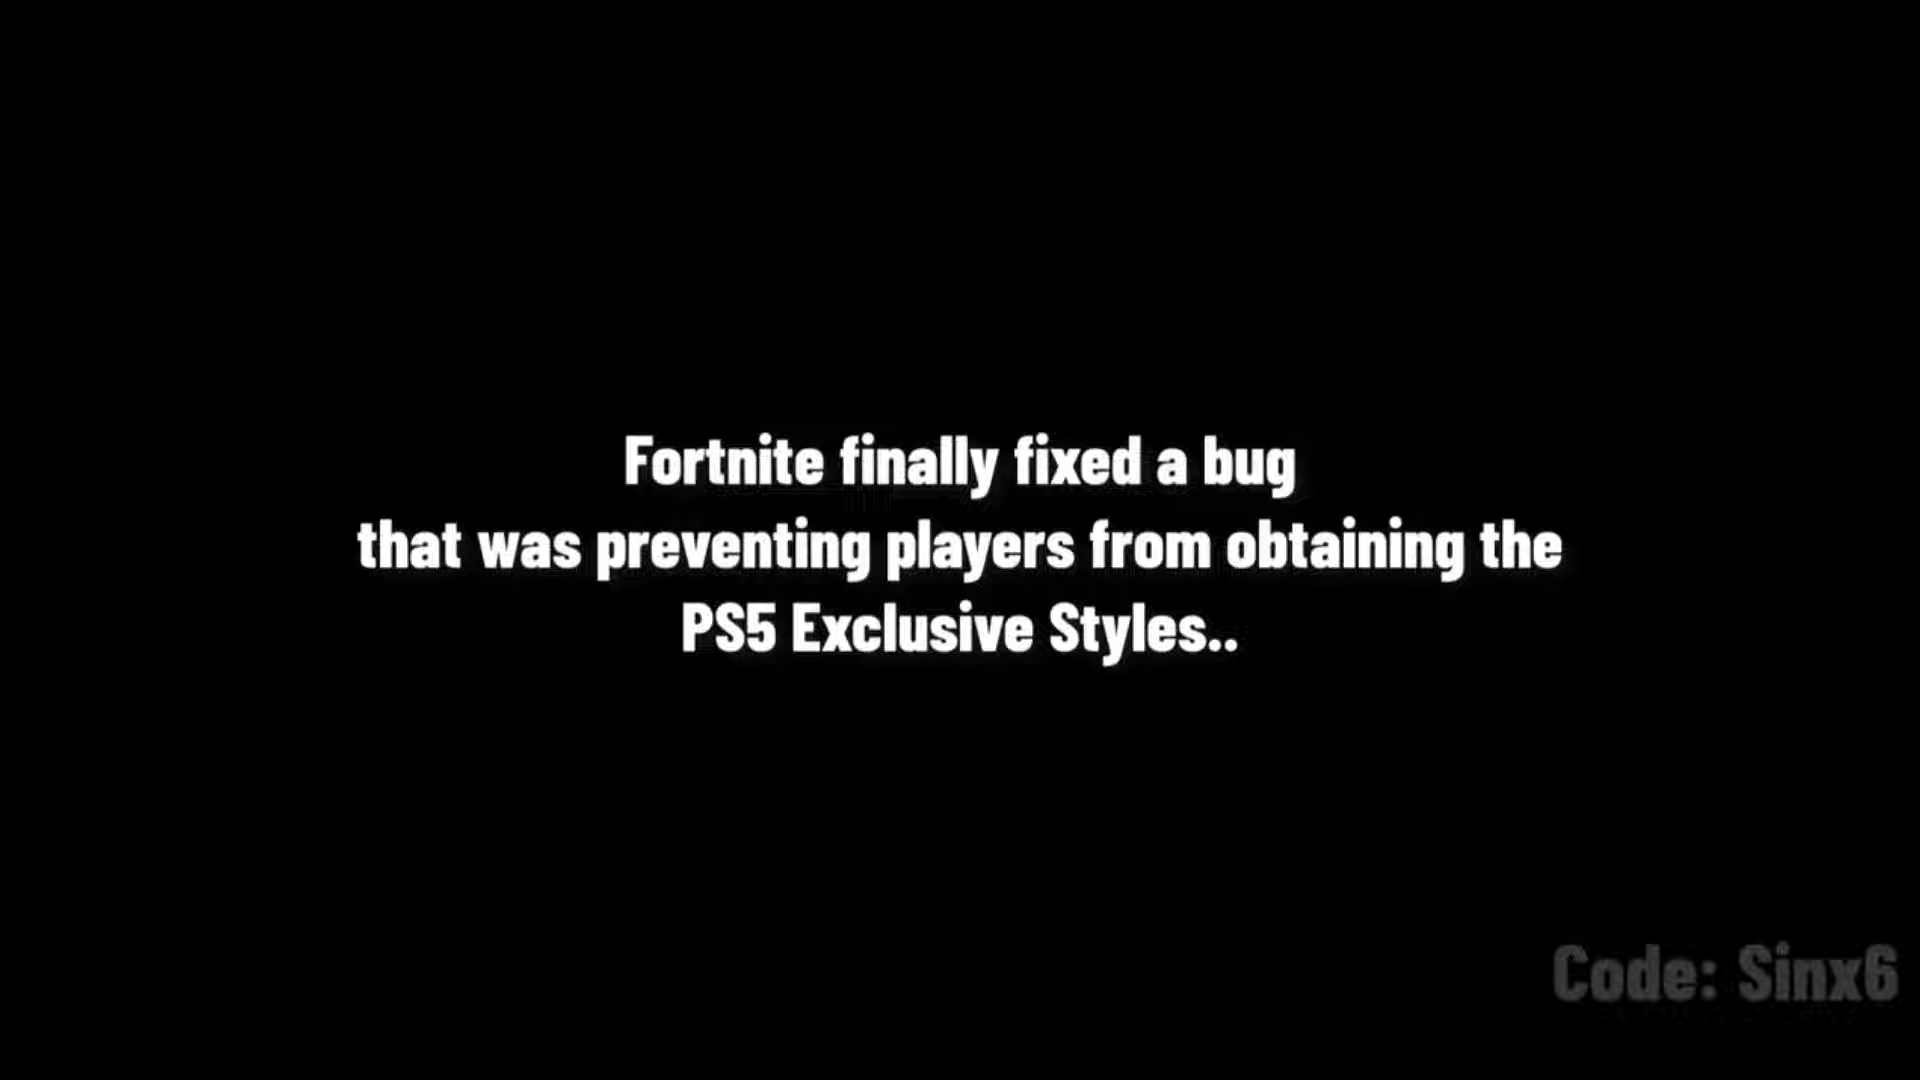 Fortnite finally fixed a bug
that was preventing players from obtaining the
PS5 Exclusive Styles..
Code: Sinx6